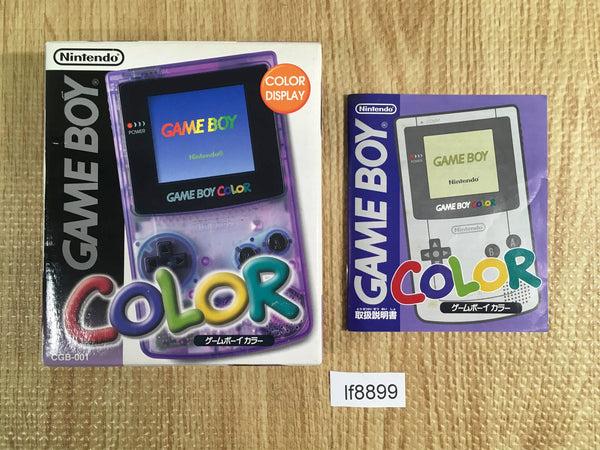 Nintendo
GAME BOY
COLOR
DISPLAY
POWER
GAME BOY
Nintendo®
GAME BOY COLOR
COLOR
ゲームボーイ カラー
CGB-001
Nintendo
GAME BOY
POWER
GAME BOY
Nintendo
GAME BOY COLOR
Nintendo
B A
COLOR
ゲームボーイ カラー
取扱説明書
lf8899